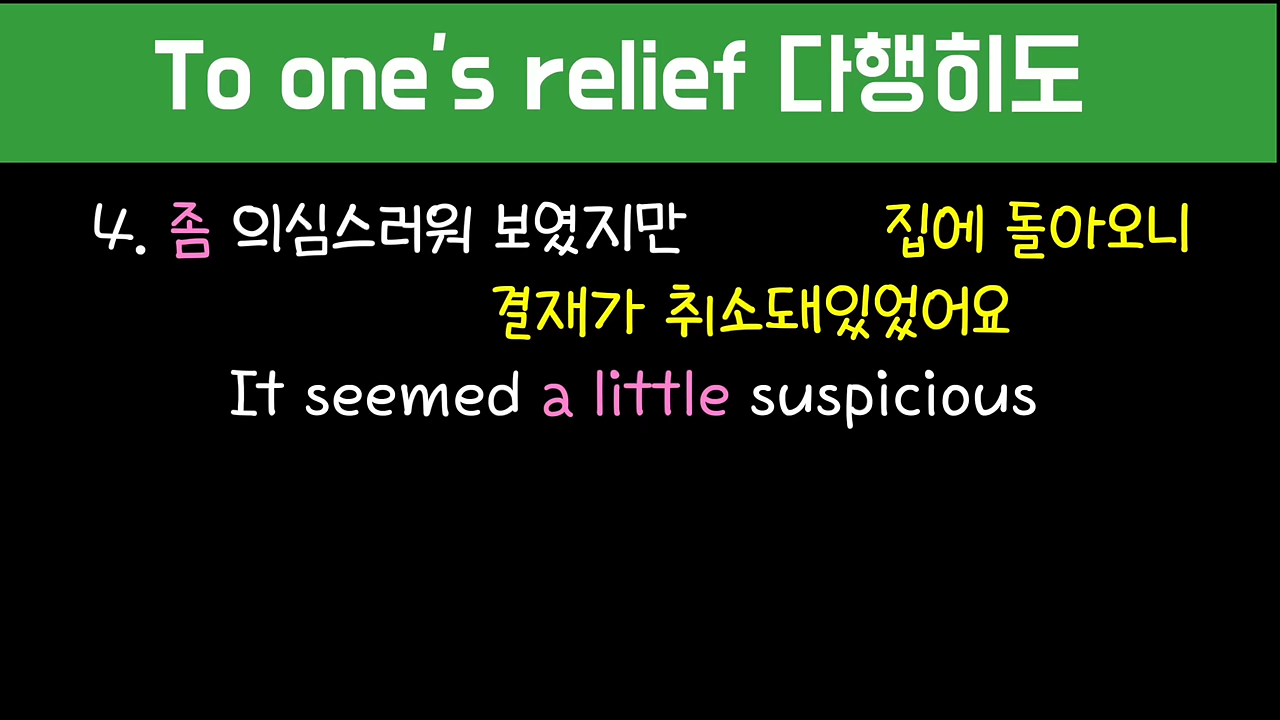 To one's relief 다행히도
4. 좀 의심스러워 보였지만 집에 돌아오니
결재가 취소돼있었어요
It seemed a little suspicious